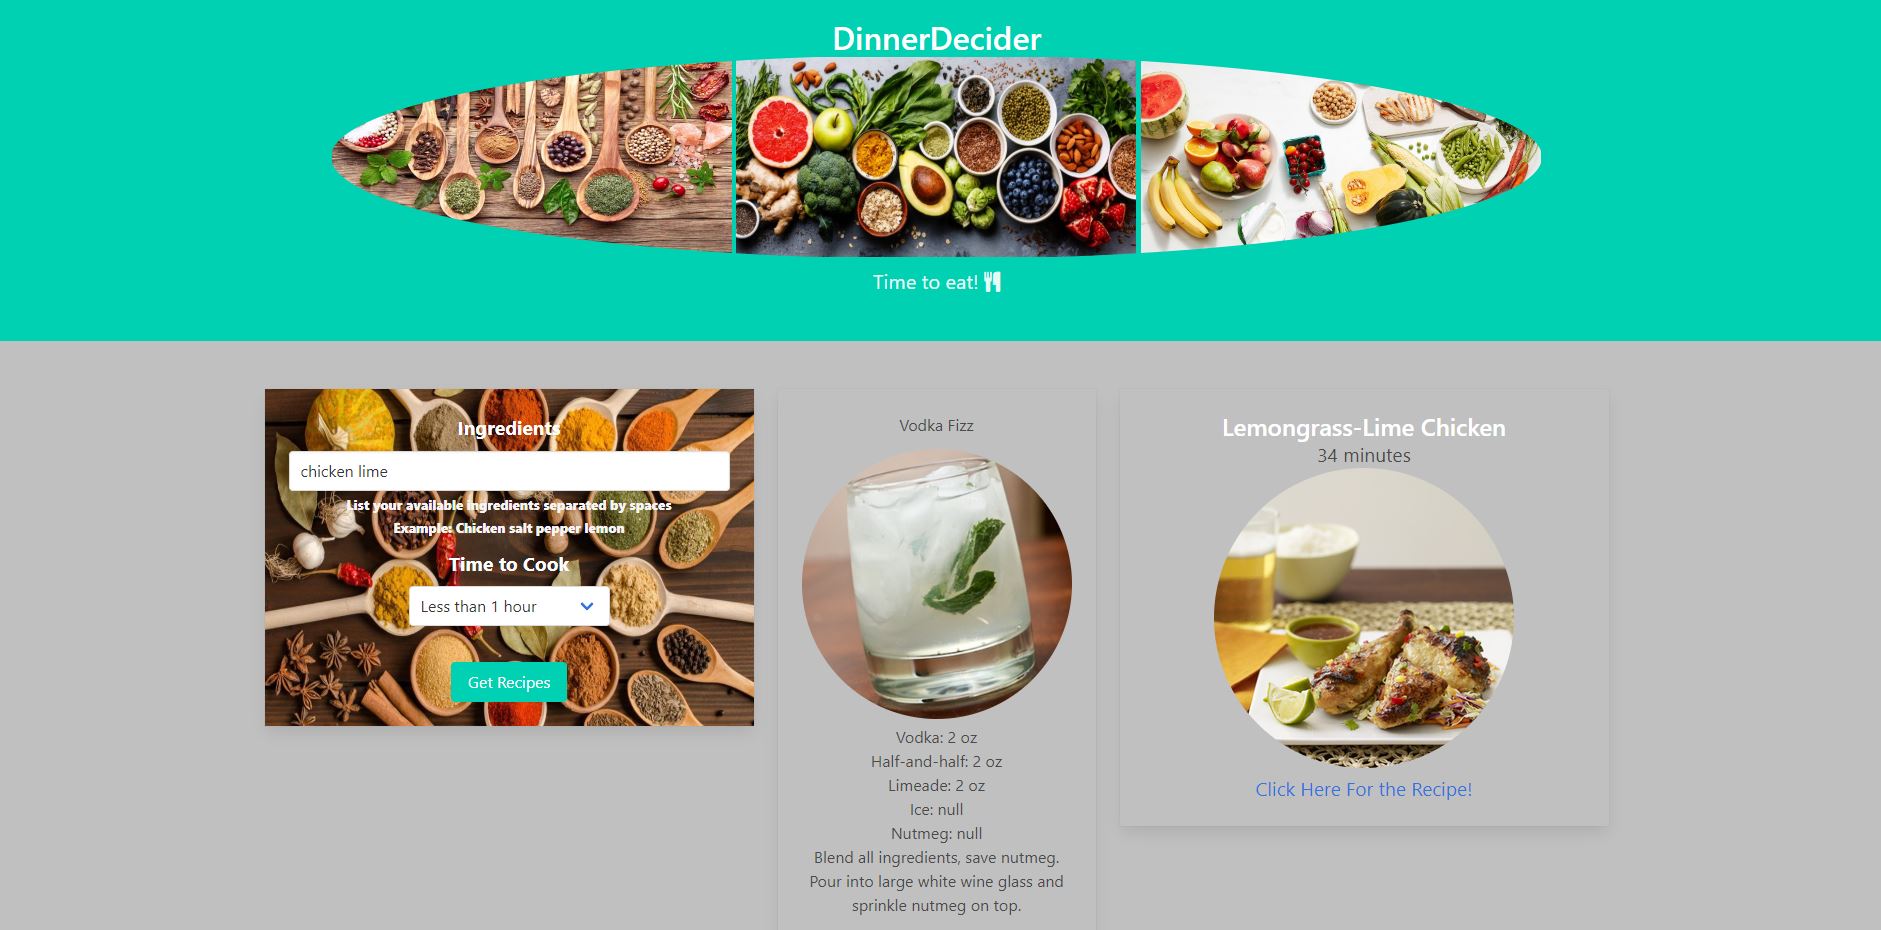 DinnerDecider
Time to eat!
Ingredients
chicken lime
List your available ingredients separated by spaces
Example: Chicken salt pepper lemon
Time to Cook
Less than 1 hour
Get Recipes
Vodka Fizz
Vodka: 2 oz
Half-and-half: 2 oz
Limeade: 2 oz
Ice: null
Nutmeg: null
Blend all ingredients, save nutmeg.
Pour into large white wine glass and
sprinkle nutmeg on top.
Lemongrass-Lime Chicken
34 minutes
Click Here For the Recipe!